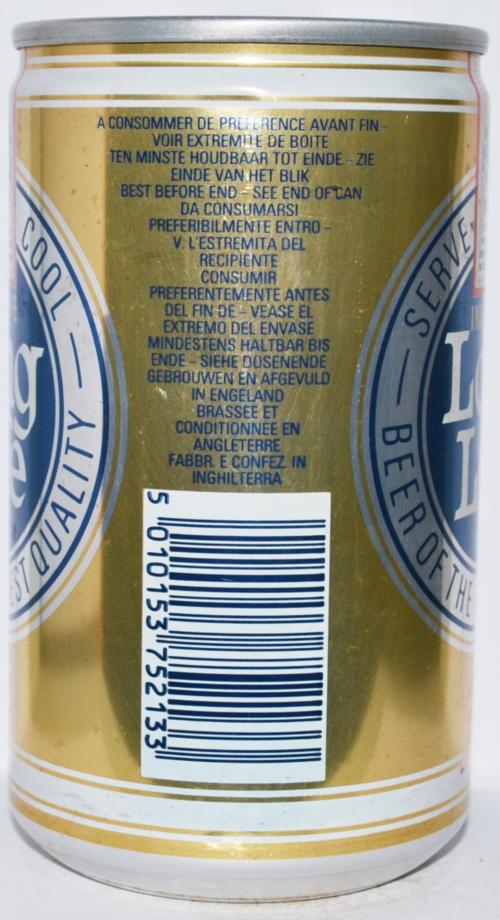 A CONSOMMER DE PREFERENCE AVANT FIN -
VOIR EXTREMITE DE BOITE
TEN MINSTE HOUDBAAR TOT EINDE - ZIE
EINDE VAN HET BLIK
BEST BEFORE END - SEE END OF CAN
DA CONSUMARSI
PREFERIBILMENTE ENTRO -
V. L'ESTREMITA DEL
RECIPIENTE
CONSUMIR
PREFERENTEMENTE ANTES
DEL FIN DE - VEASE EL
EXTREMO DEL ENVASE
MINDESTENS HALTBAR BIS
ENDE - SIEHE DOSENENDE
GEBROUWEN EN AFGEVULD
IN ENGELAND
BRASSEE ET
CONDITIONNEE EN
ANGLETERRE
FABBR. E CONFEZ. IN
INGHILTERRA
5 010153 752133
COOL
QUALITY
SERVE
BEER OF THE